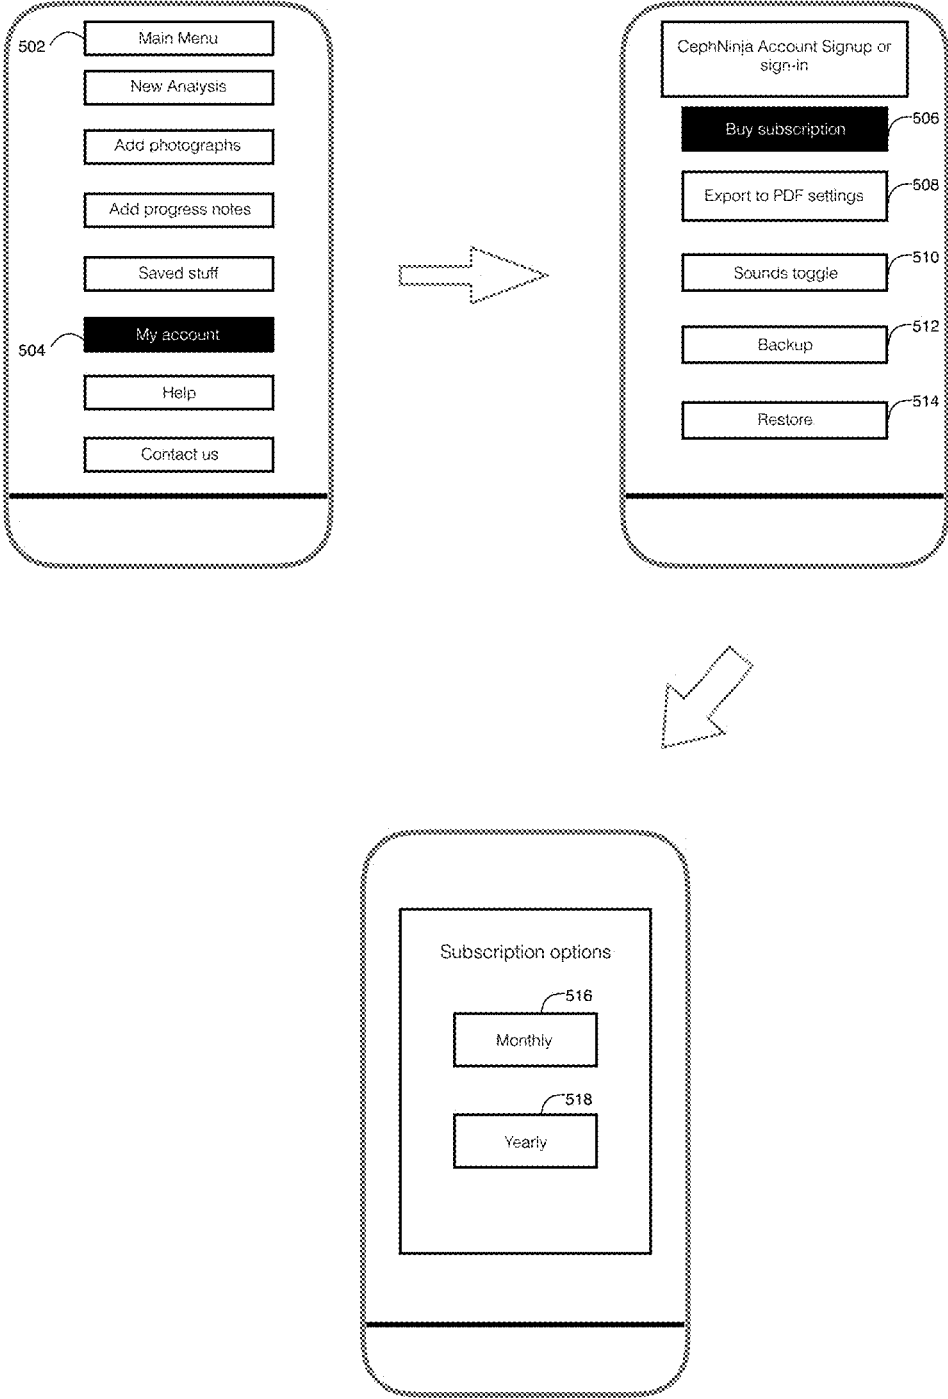 502
Main Menu
New Analysis
Add photographs
Add progress notes
Saved stuff
My account
504
Help
Contact us
CephNinja Account Signup or
sign-in
Buy subscription
506
Export to PDF settings
508
Sounds toggle
510
Backup
512
Restore
514
Subscription options
516
Monthly
518
Yearly